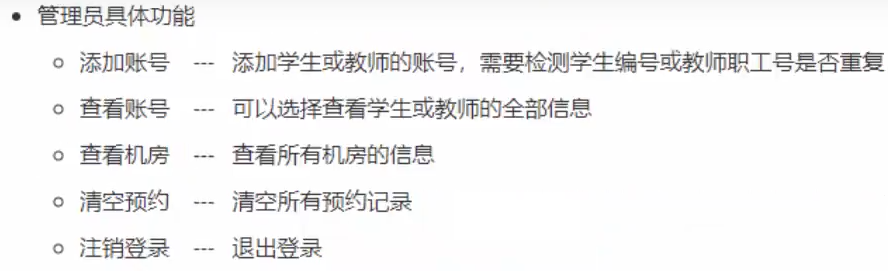 管理员具体功能
添加账号 --- 添加学生或教师的账号，需要检测学生编号或教师职工号是否重复
查看账号 --- 可以选择查看学生或教师的全部信息
查看机房 --- 查看所有机房的信息
清空预约 --- 清空所有预约记录
注销登录 --- 退出登录